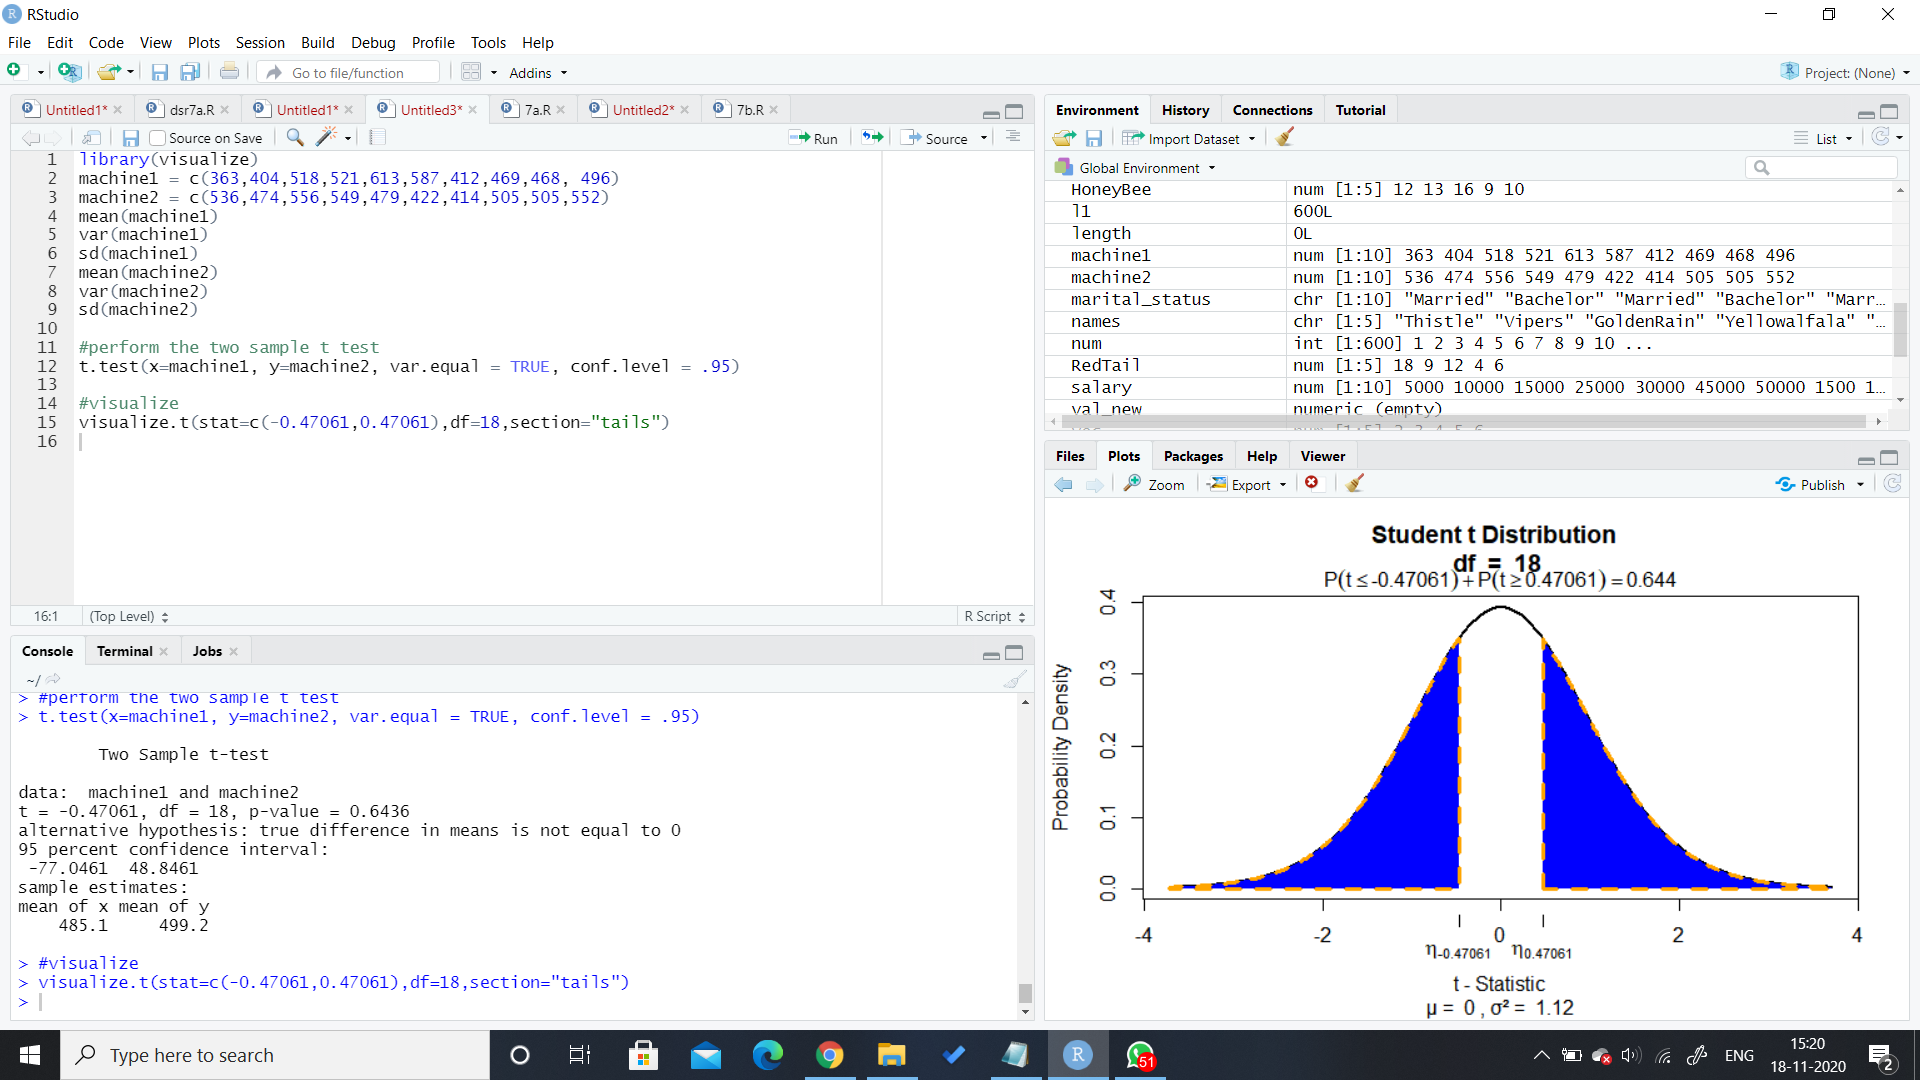 RStudio
File Edit Code View Plots Session Build Debug Profile Tools Help
Go to file/function Addins Project: (None)
Untitled1* dsr7a.R Untitled1* Untitled3* 7a.R Untitled2* 7b.R
Source on Save Run Source
1 library(visualize)
2 machine1 = c(363,404,518,521,613,587,412,469,468, 496)
3 machine2 = c(536,474,556,549,479,422,414,505,505,552)
4 mean(machine1)
5 var(machine1)
6 sd(machine1)
7 mean(machine2)
8 var(machine2)
9 sd(machine2)
10
11 #perform the two sample t test
12 t.test(x=machine1, y=machine2, var.equal = TRUE, conf.level = .95)
13
14 #visualize
15 visualize.t(stat=c(-0.47061,0.47061),df=18,section="tails")
16
16:1 (Top Level) R Script
Console Terminal Jobs
~/
> #perform the two sample t test
> t.test(x=machine1, y=machine2, var.equal = TRUE, conf.level = .95)
Two Sample t-test
data: machine1 and machine2
t = -0.47061, df = 18, p-value = 0.6436
alternative hypothesis: true difference in means is not equal to 0
95 percent confidence interval:
-77.0461 48.8461
sample estimates:
mean of x mean of y
485.1 499.2
> #visualize
> visualize.t(stat=c(-0.47061,0.47061),df=18,section="tails")
>
Environment History Connections Tutorial
Import Dataset List
Global Environment
HoneyBee num [1:5] 12 13 16 9 10
l1 600L
length 0L
machine1 num [1:10] 363 404 518 521 613 587 412 469 468 496
machine2 num [1:10] 536 474 556 549 479 422 414 505 505 552
marital_status chr [1:10] "Married" "Bachelor" "Married" "Bachelor" "Marr…
names chr [1:5] "Thistle" "Vipers" "GoldenRain" "Yellowalfala" "…
num int [1:600] 1 2 3 4 5 6 7 8 9 10 ...
RedTail num [1:5] 18 9 12 4 6
salary num [1:10] 5000 10000 15000 25000 30000 45000 50000 1500 1…
val_new numeric (empty)
Files Plots Packages Help Viewer
Zoom Export Publish
Student t Distribution
df = 18
P(t ≤ -0.47061) + P(t ≥ 0.47061) = 0.644
Probability Density
0.4
0.3
0.2
0.1
0.0
-4 -2 0 2 4
η-0.47061 η0.47061
t - Statistic
μ = 0 , σ² = 1.12
Type here to search
51
ENG
15:20
18-11-2020
2